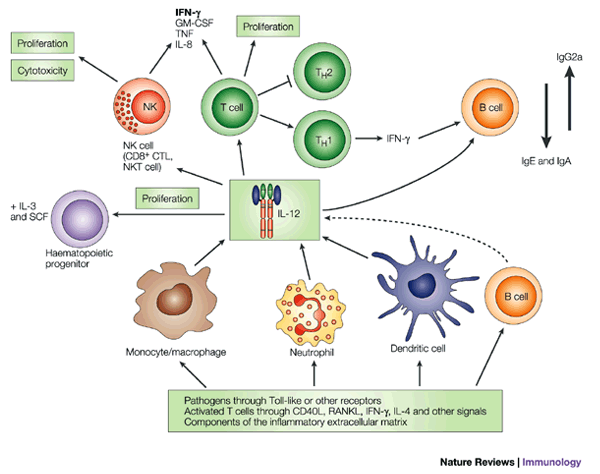 IFN-γ
GM-CSF
TNF
IL-8
Proliferation
Proliferation
Cytotoxicity
NK
T cell
TH2
TH1
IFN-γ
B cell
IgG2a
IgE and IgA
NK cell
(CD8+ CTL,
NKT cell)
+ IL-3
and SCF
Proliferation
IL-12
Haematopoietic
progenitor
B cell
Monocyte/macrophage
Neutrophil
Dendritic cell
Pathogens through Toll-like or other receptors
Activated T cells through CD40L, RANKL, IFN-γ, IL-4 and other signals
Components of the inflammatory extracellular matrix
Nature Reviews | Immunology